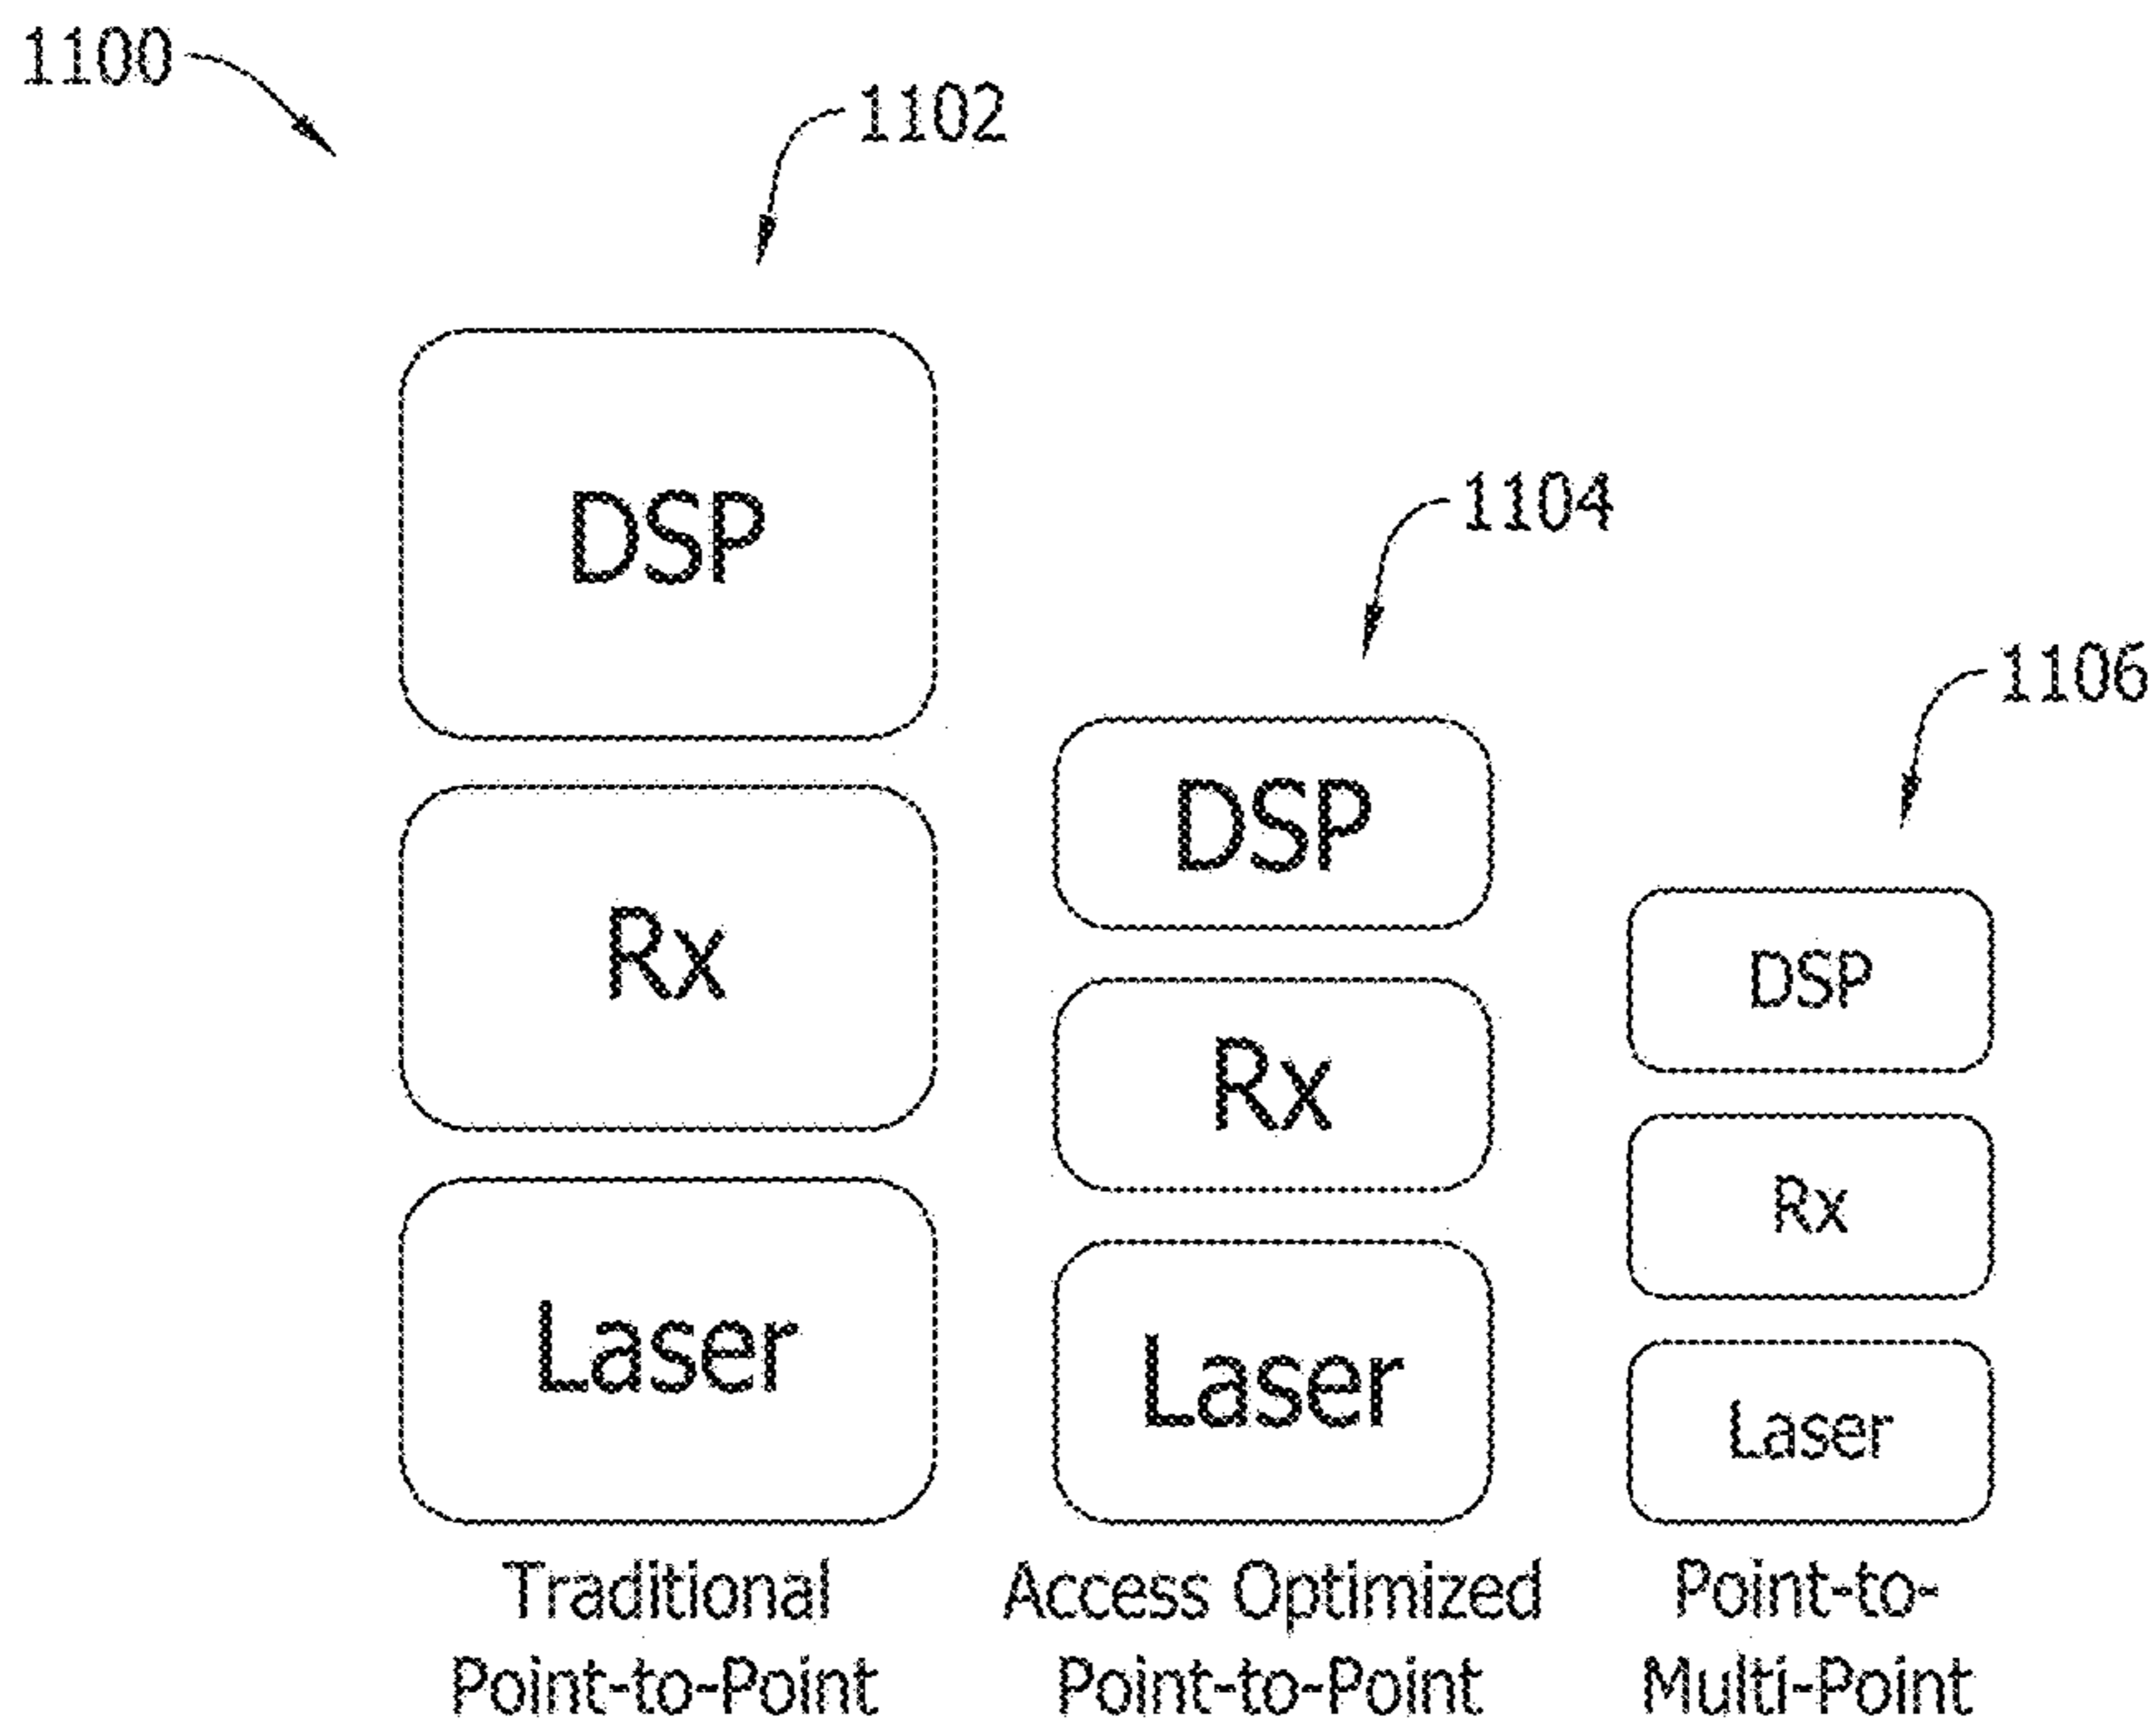 1100
1102
DSP
Rx
Laser
Traditional
Point-to-Point
1104
DSP
Rx
Laser
Access Optimized
Point-to-Point
1106
DSP
Rx
Laser
Point-to-
Multi-Point